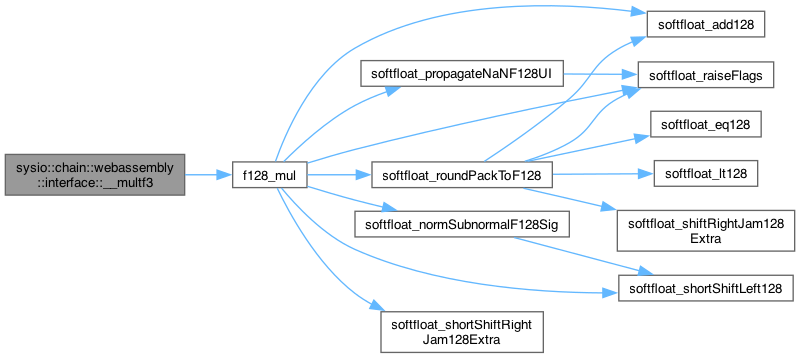 softfloat_add128
softfloat_propagateNaNF128UI
softfloat_raiseFlags
softfloat_eq128
sysio::chain::webassembly
::interface::__multf3
f128_mul
softfloat_roundPackToF128
softfloat_lt128
softfloat_normSubnormalF128Sig
softfloat_shiftRightJam128
Extra
softfloat_shortShiftLeft128
softfloat_shortShiftRight
Jam128Extra